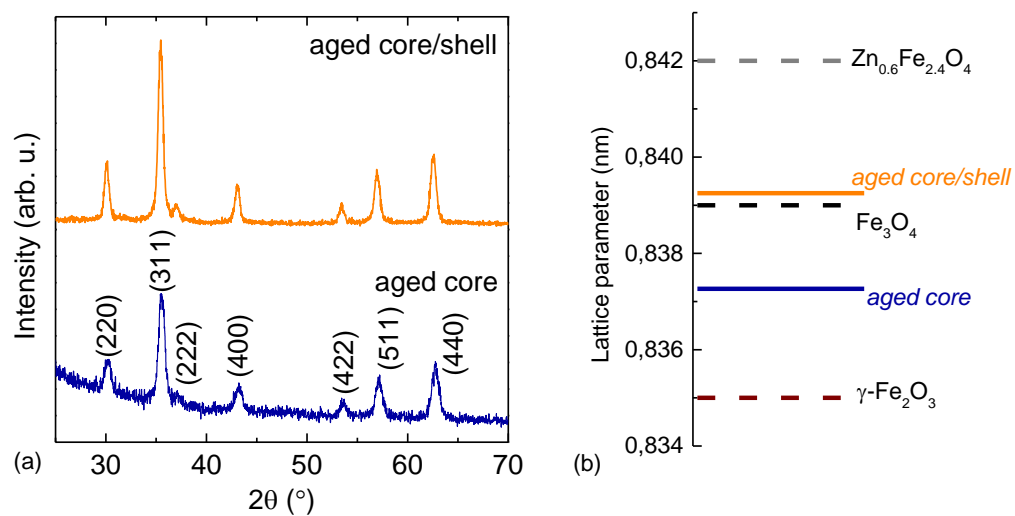 aged core/shell
aged core
(220)
(311)
(222)
(400)
(422)
(511)
(440)
Intensity (arb. u.)
30
40
50
60
70
2θ (°)
(a)
0,842
0,840
0,838
0,836
0,834
Lattice parameter (nm)
Zn0.6Fe2.4O4
aged core/shell
Fe3O4
aged core
γ-Fe2O3
(b)